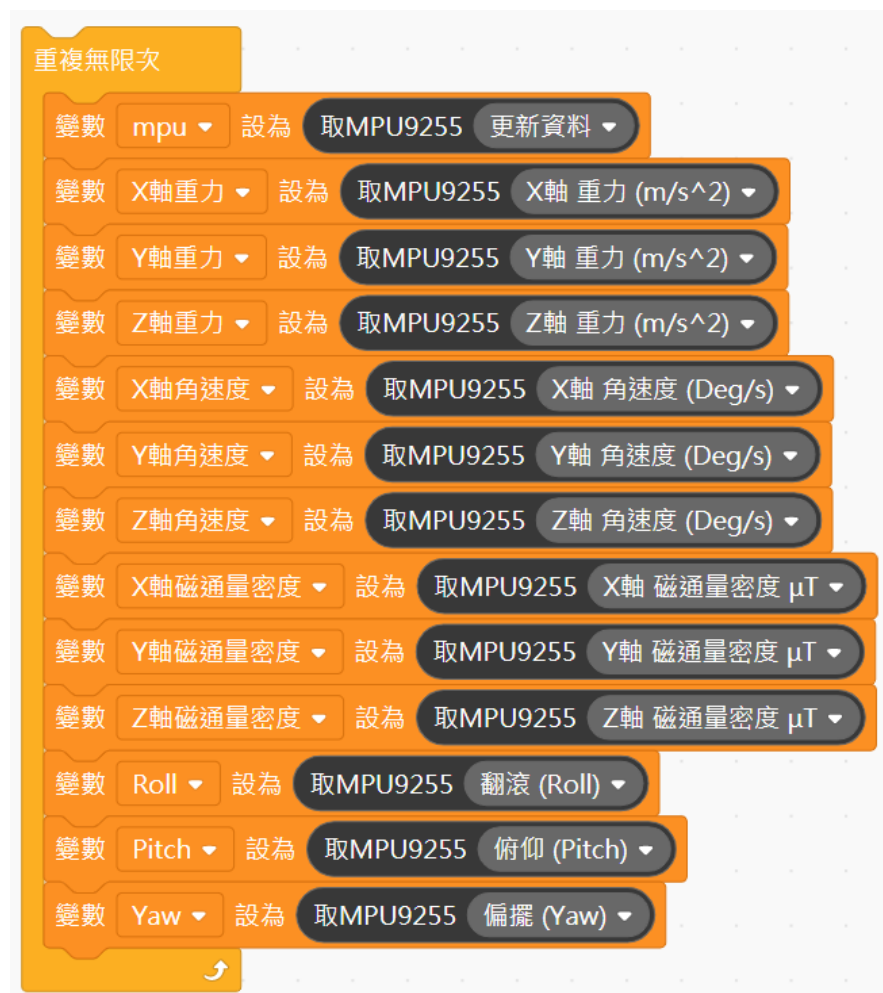 重複無限次
變數 mpu 設為 取MPU9255 更新資料
變數 X軸重力 設為 取MPU9255 X軸 重力 (m/s^2)
變數 Y軸重力 設為 取MPU9255 Y軸 重力 (m/s^2)
變數 Z軸重力 設為 取MPU9255 Z軸 重力 (m/s^2)
變數 X軸角速度 設為 取MPU9255 X軸 角速度 (Deg/s)
變數 Y軸角速度 設為 取MPU9255 Y軸 角速度 (Deg/s)
變數 Z軸角速度 設為 取MPU9255 Z軸 角速度 (Deg/s)
變數 X軸磁通量密度 設為 取MPU9255 X軸 磁通量密度 μT
變數 Y軸磁通量密度 設為 取MPU9255 Y軸 磁通量密度 μT
變數 Z軸磁通量密度 設為 取MPU9255 Z軸 磁通量密度 μT
變數 Roll 設為 取MPU9255 翻滾 (Roll)
變數 Pitch 設為 取MPU9255 俯仰 (Pitch)
變數 Yaw 設為 取MPU9255 偏擺 (Yaw)